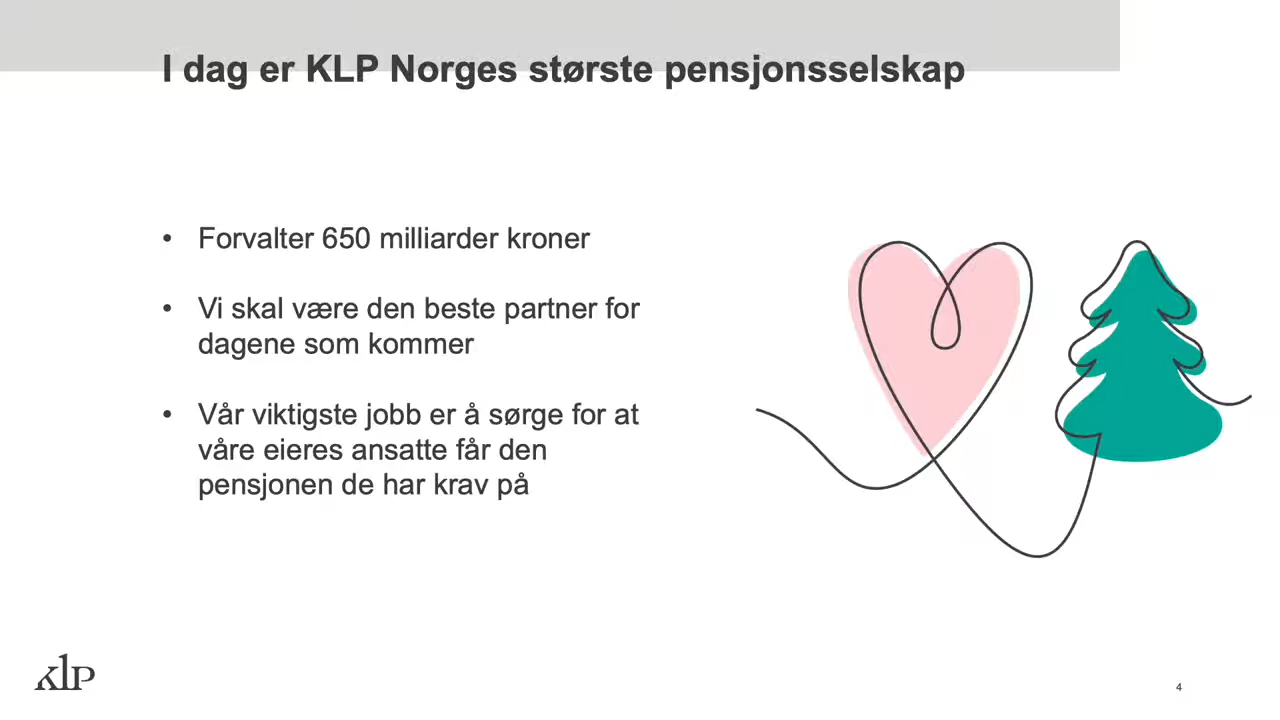 I dag er KLP Norges største pensjonsselskap
• Forvalter 650 milliarder kroner
• Vi skal være den beste partner for
dagene som kommer
• Vår viktigste jobb er å sørge for at
våre eieres ansatte får den
pensjonen de har krav på
KLP
4